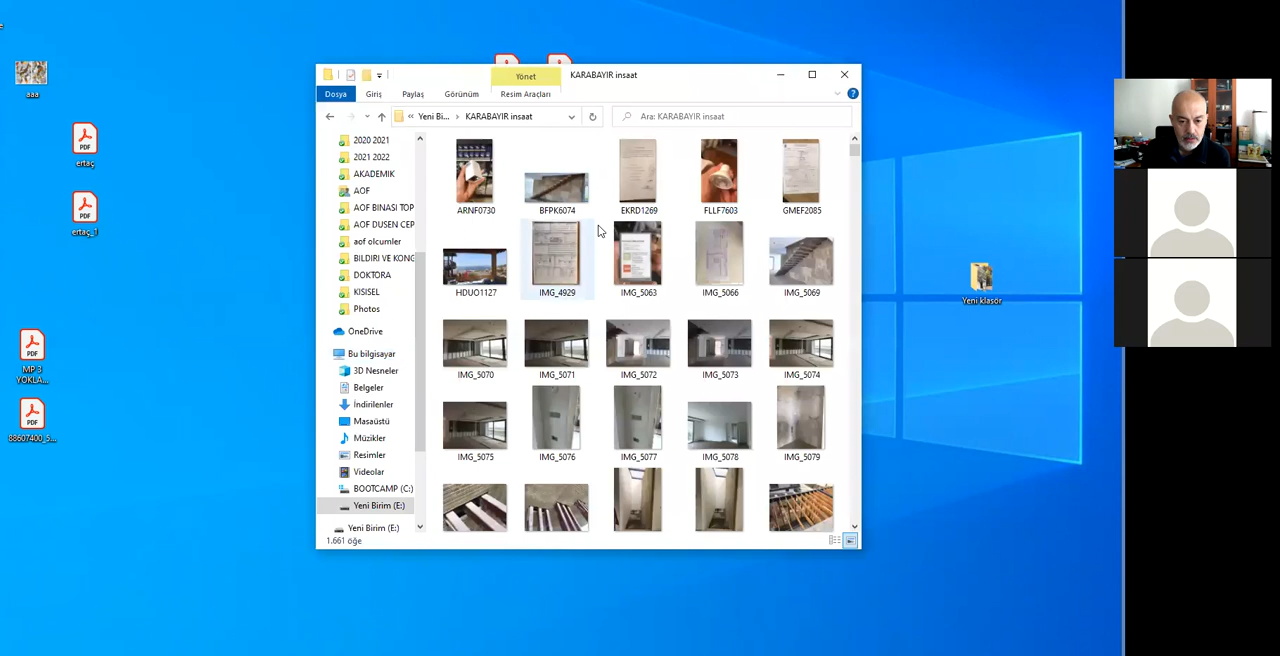 aaa
ertaç
ertaç_1
MP 3
YOKLA...
88607400_5...
Yeni klasör
Yönet
KARABAYIR insaat
Dosya
Giriş
Paylaş
Görünüm
Resim Araçları
« Yeni Bi... › KARABAYIR insaat
Ara: KARABAYIR insaat
2020 2021
2021 2022
AKADEMIK
AOF
AOF BINASI TOP
AOF DUSEN CEP
aof olcumler
BILDIRI VE KONG
DOKTORA
KISISEL
Photos
OneDrive
Bu bilgisayar
3D Nesneler
Belgeler
İndirilenler
Masaüstü
Müzikler
Resimler
Videolar
BOOTCAMP (C:)
Yeni Birim (E:)
Yeni Birim (E:)
ARNF0730
BFPK6074
EKRD1269
FLLF7603
GMEF2085
HDUO1127
IMG_4929
IMG_5063
IMG_5066
IMG_5069
IMG_5070
IMG_5071
IMG_5072
IMG_5073
IMG_5074
IMG_5075
IMG_5076
IMG_5077
IMG_5078
IMG_5079
1.661 öğe